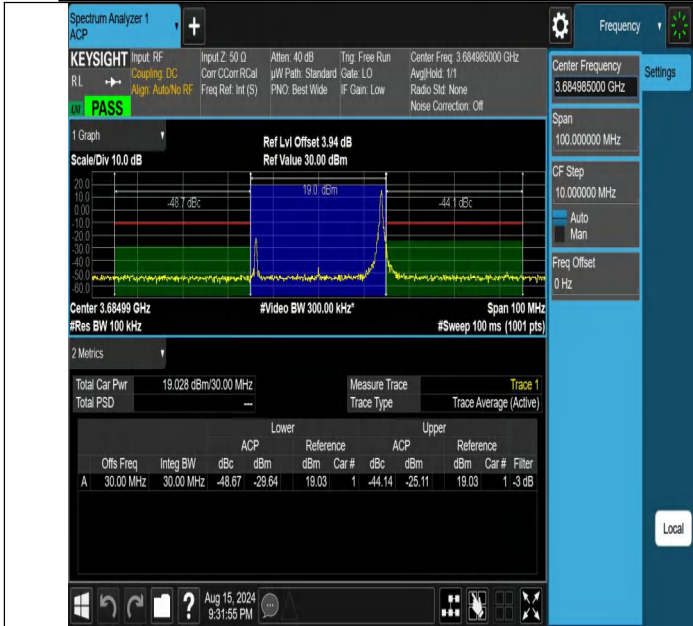 Spectrum Analyzer 1
ACP
+
Frequency
KEYSIGHT
RL
LXI
PASS
Input: RF
Coupling: DC
Align: Auto/No RF
Input Z: 50 Ω
Corr CCorr RCal
Freq Ref: Int (S)
Atten: 40 dB
µW Path: Standard
PNO: Best Wide
Trig: Free Run
Gate: LO
IF Gain: Low
Center Freq: 3.684985000 GHz
Avg|Hold: 1/1
Radio Std: None
Noise Correction: Off
Center Frequency
3.684985000 GHz
Settings
Span
100.000000 MHz
CF Step
10.000000 MHz
Auto
Man
Freq Offset
0 Hz
Local
1 Graph
Scale/Div 10.0 dB
Ref Lvl Offset 3.94 dB
Ref Value 30.00 dBm
20.0
10.0
0.00
-10.0
-20.0
-30.0
-40.0
-50.0
-60.0
-48.7 dBc
19.0 dBm
-44.1 dBc
Center 3.68499 GHz
#Video BW 300.00 kHz*
Span 100 MHz
#Res BW 100 kHz
#Sweep 100 ms (1001 pts)
2 Metrics
Total Car Pwr 19.028 dBm/30.00 MHz
Total PSD ---
Measure Trace Trace 1
Trace Type Trace Average (Active)
Lower Upper
ACP Reference ACP Reference
Offs Freq Integ BW dBc dBm dBm Car # dBc dBm dBm Car # Filter
A 30.00 MHz 30.00 MHz -48.67 -29.64 19.03 1 -44.14 -25.11 19.03 1 -3 dB
?
Aug 15, 2024
9:31:55 PM